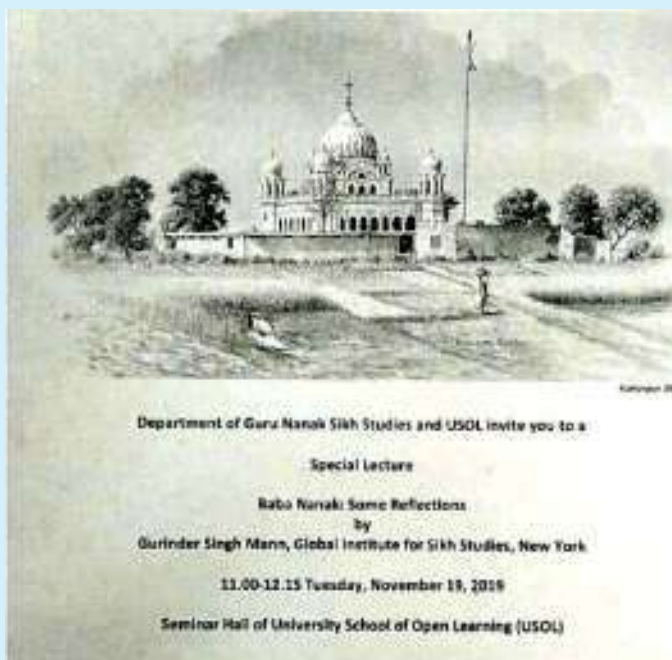 Department of Guru Nanak Sikh Studies and USOL invite you to a
Special Lecture
Baba Nanak: Some Reflections
by
Gurinder Singh Mann, Global Institute for Sikh Studies, New York
11.00-12.15 Tuesday, November 19, 2019
Seminar Hall of University School of Open Learning (USOL)